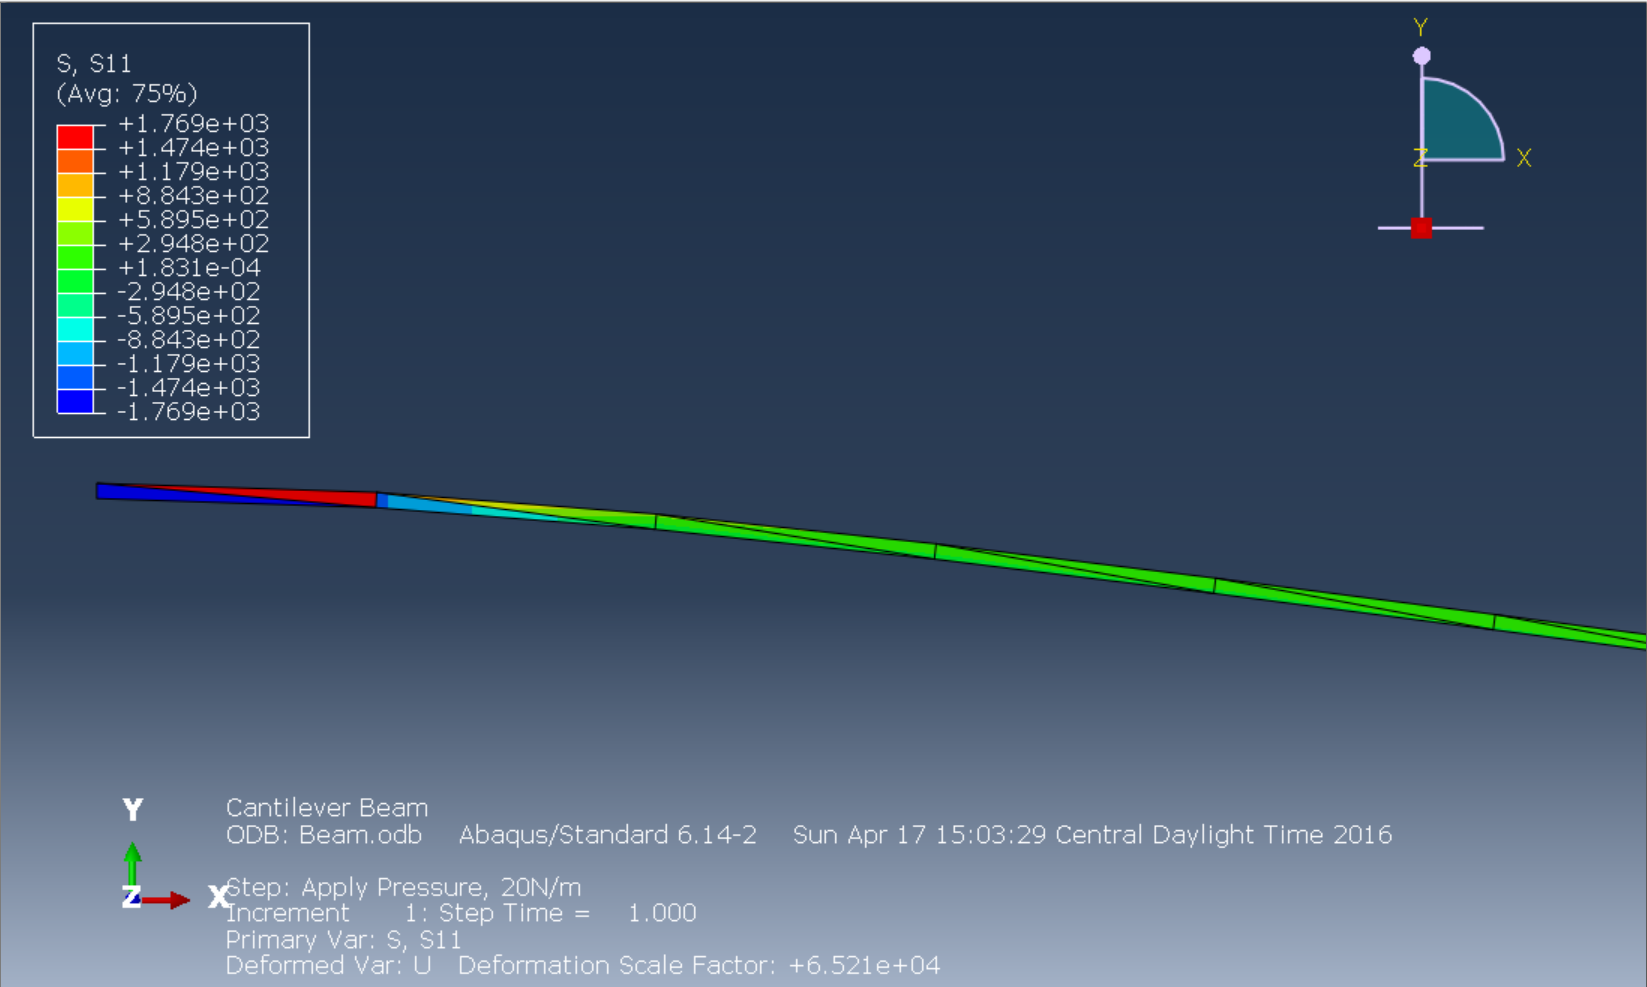 S, S11
(Avg: 75%)
+1.769e+03
+1.474e+03
+1.179e+03
+8.843e+02
+5.895e+02
+2.948e+02
+1.831e-04
-2.948e+02
-5.895e+02
-8.843e+02
-1.179e+03
-1.474e+03
-1.769e+03
Y
Z X
Y
Z X
Cantilever Beam
ODB: Beam.odb Abaqus/Standard 6.14-2 Sun Apr 17 15:03:29 Central Daylight Time 2016
Step: Apply Pressure, 20N/m
Increment 1: Step Time = 1.000
Primary Var: S, S11
Deformed Var: U Deformation Scale Factor: +6.521e+04